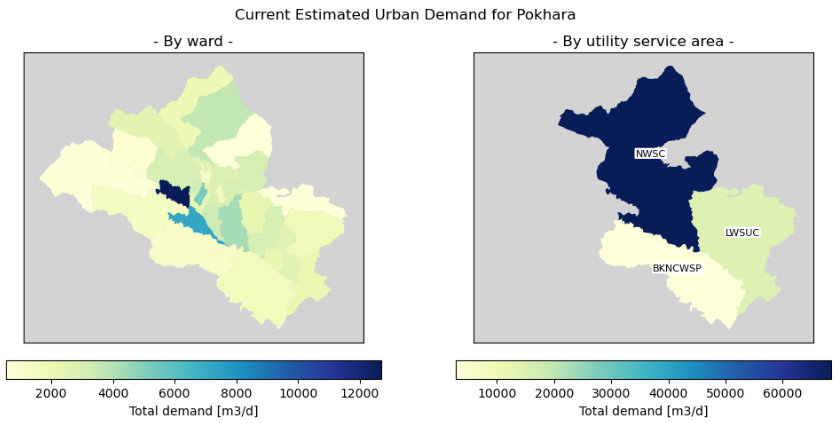 Current Estimated Urban Demand for Pokhara
- By ward -
- By utility service area -
NWSC
LWSUC
BKNCWSP
2000 4000 6000 8000 10000 12000
Total demand [m3/d]
10000 20000 30000 40000 50000 60000
Total demand [m3/d]